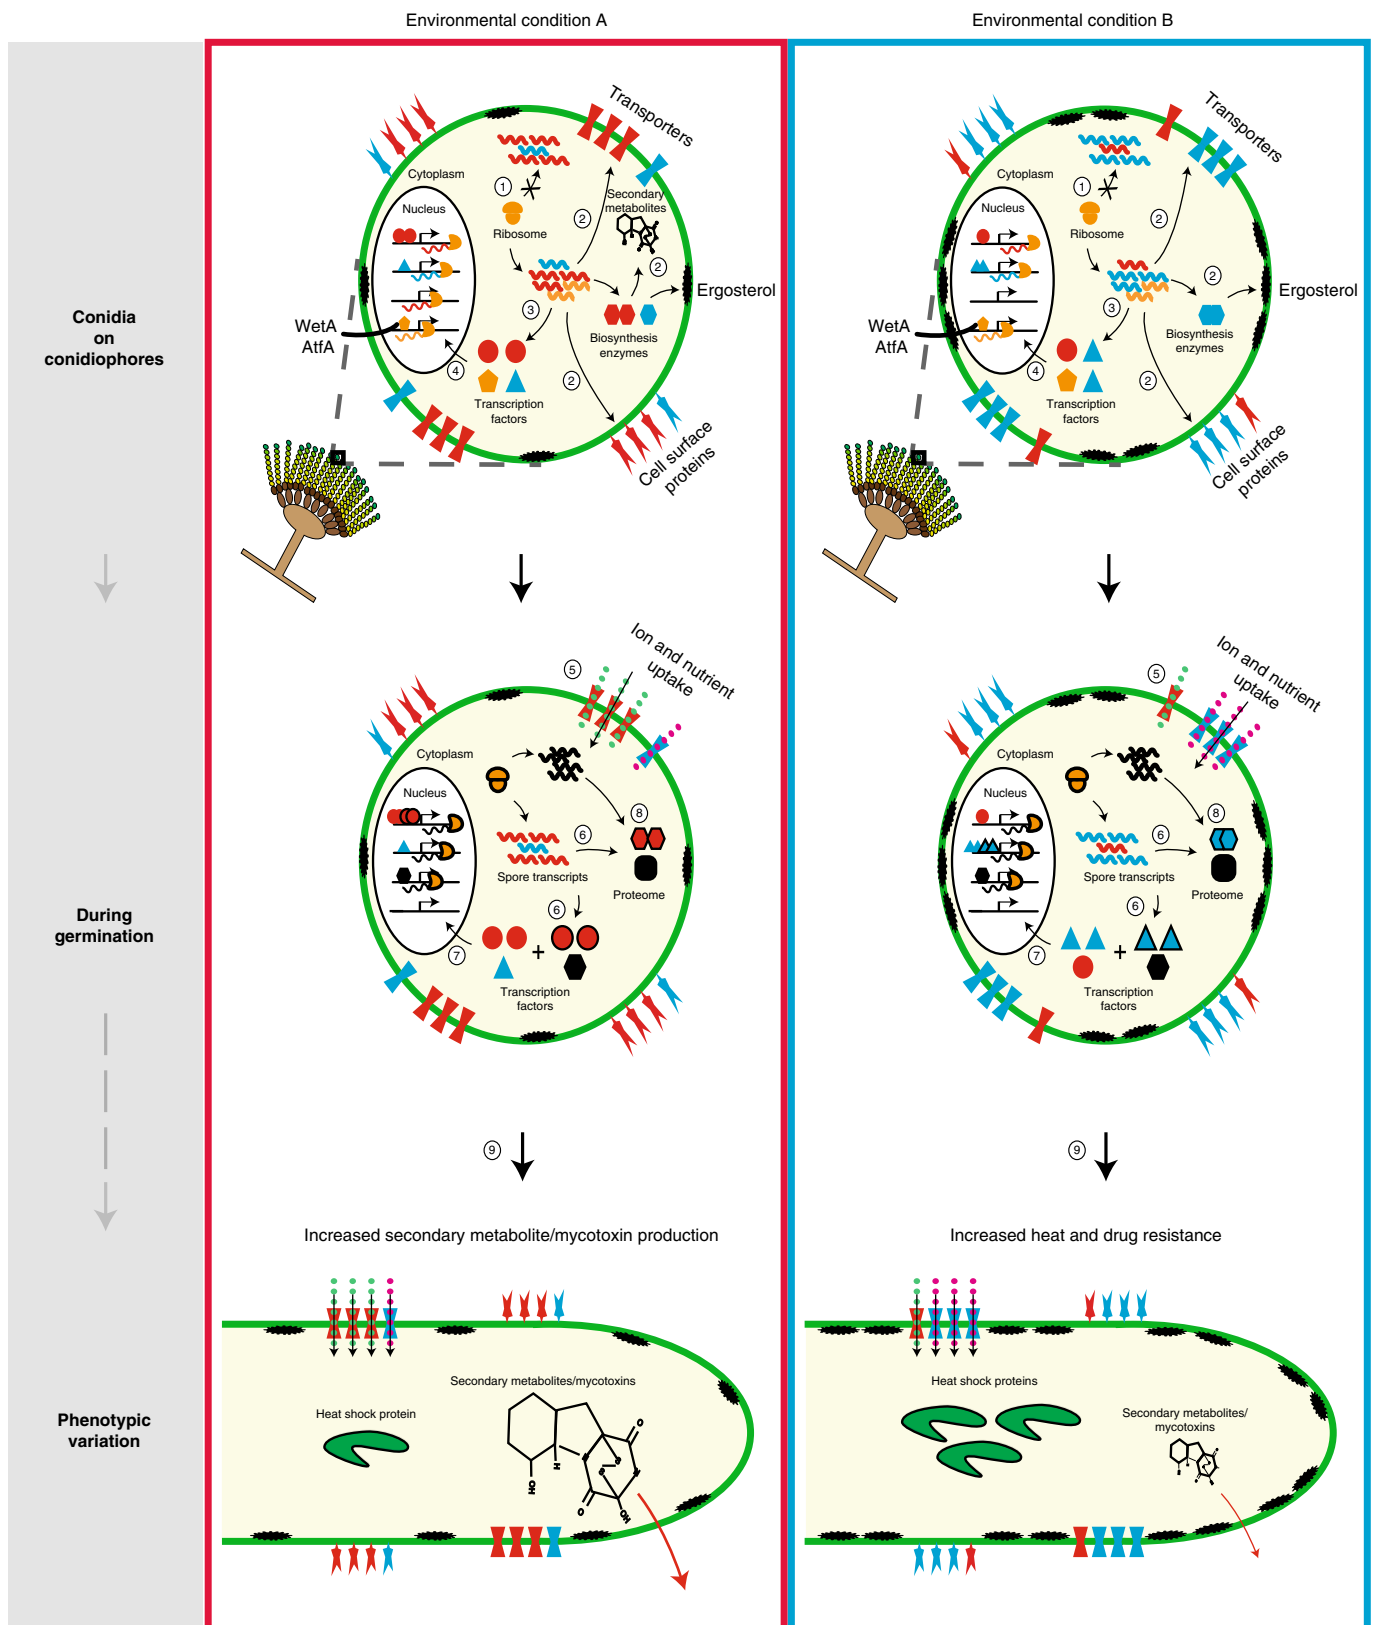 Environmental condition A
Environmental condition B
Conidia
on
conidiophores
Transporters
Cytoplasm
1
Secondary
metabolites
Nucleus
2
Ribosome
2
Ergosterol
3
WetA
AtfA
Biosynthesis
enzymes
4
2
Transcription
factors
Cell surface
proteins
Transporters
Cytoplasm
1
Nucleus
2
Ribosome
2
Ergosterol
3
WetA
AtfA
Biosynthesis
enzymes
4
2
Transcription
factors
Cell surface
proteins
During
germination
Ion and nutrient
uptake
5
Cytoplasm
Nucleus
8
6
Spore transcripts
Proteome
6
+
7
Transcription
factors
Ion and nutrient
uptake
5
Cytoplasm
Nucleus
8
6
Spore transcripts
Proteome
6
+
7
Transcription
factors
9
9
Phenotypic
variation
Increased secondary metabolite/mycotoxin production
Secondary metabolites/mycotoxins
Heat shock protein
O
H
OH
O
OH
Increased heat and drug resistance
Heat shock proteins
Secondary metabolites/
mycotoxins